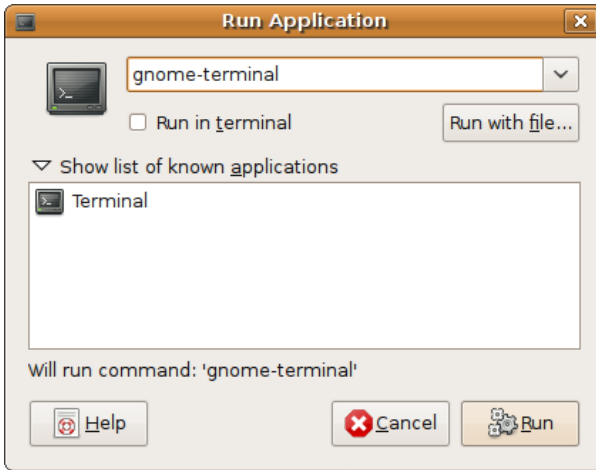 Run Application
gnome-terminal
Run in terminal
Run with file...
Show list of known applications
Terminal
Will run command: 'gnome-terminal'
Help
Cancel
Run